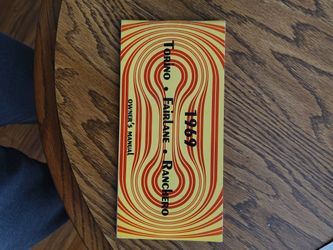 1969
Torino • Fairlane • Ranchero
OWNER'S MANUAL